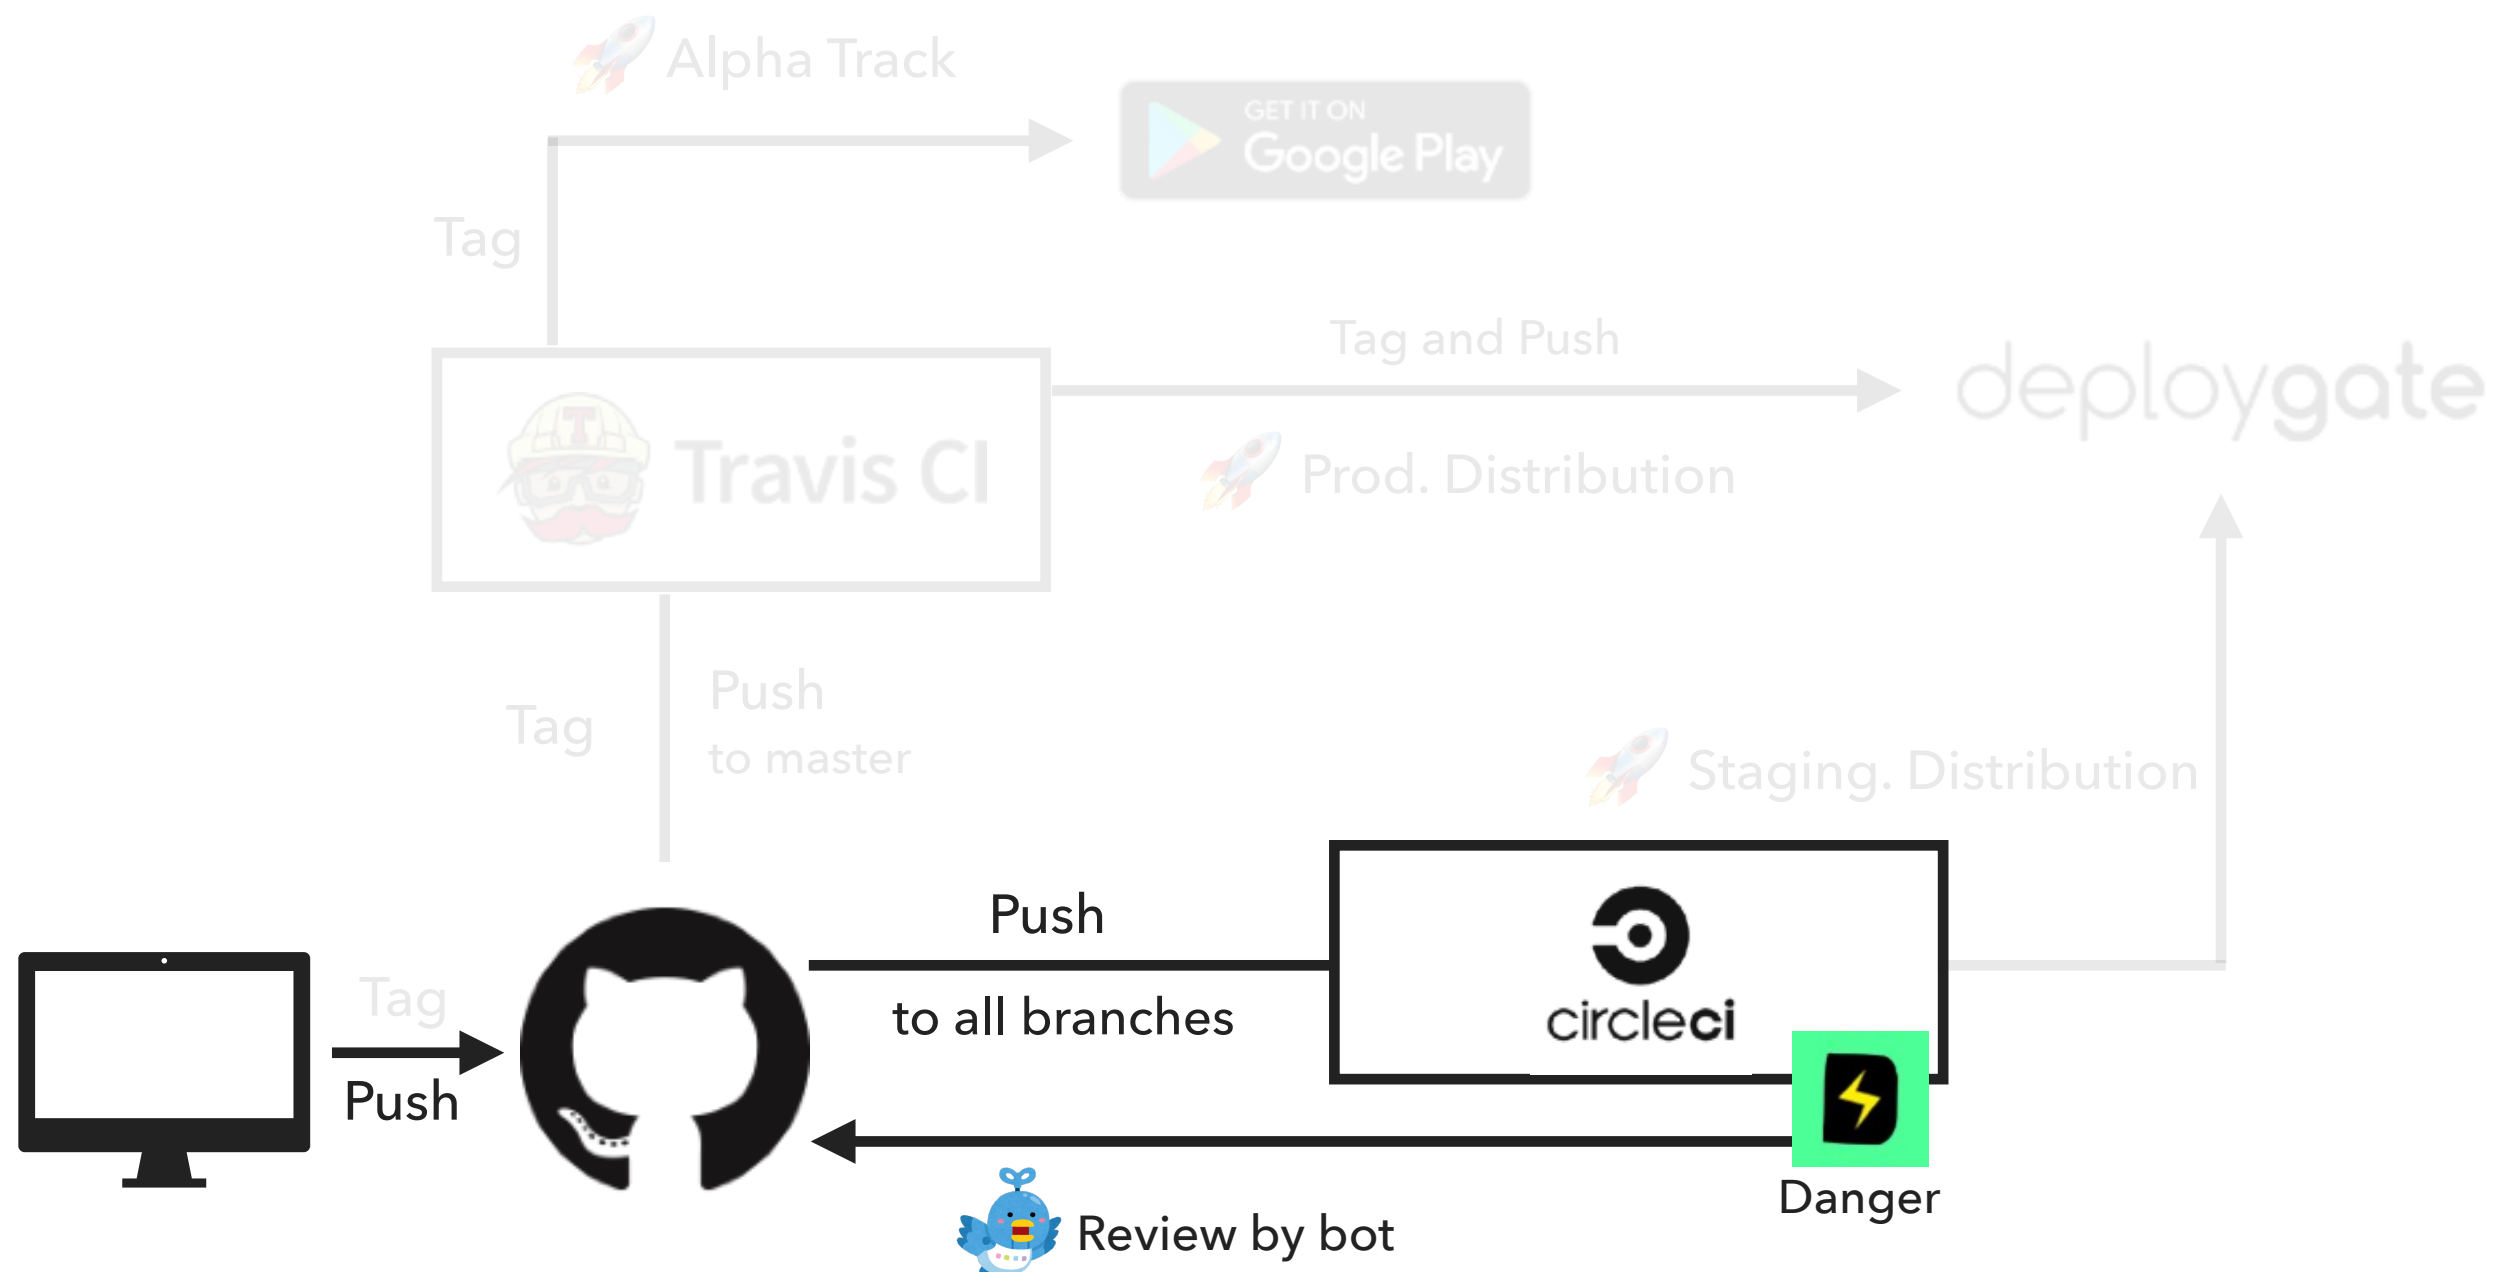 Alpha Track
GET IT ON
Google Play
Tag
Tag and Push
deploygate
T
Travis CI
Prod. Distribution
Push
Tag
to master
Staging. Distribution
Push
Tag
to all branches
circleci
Push
Danger
Review by bot